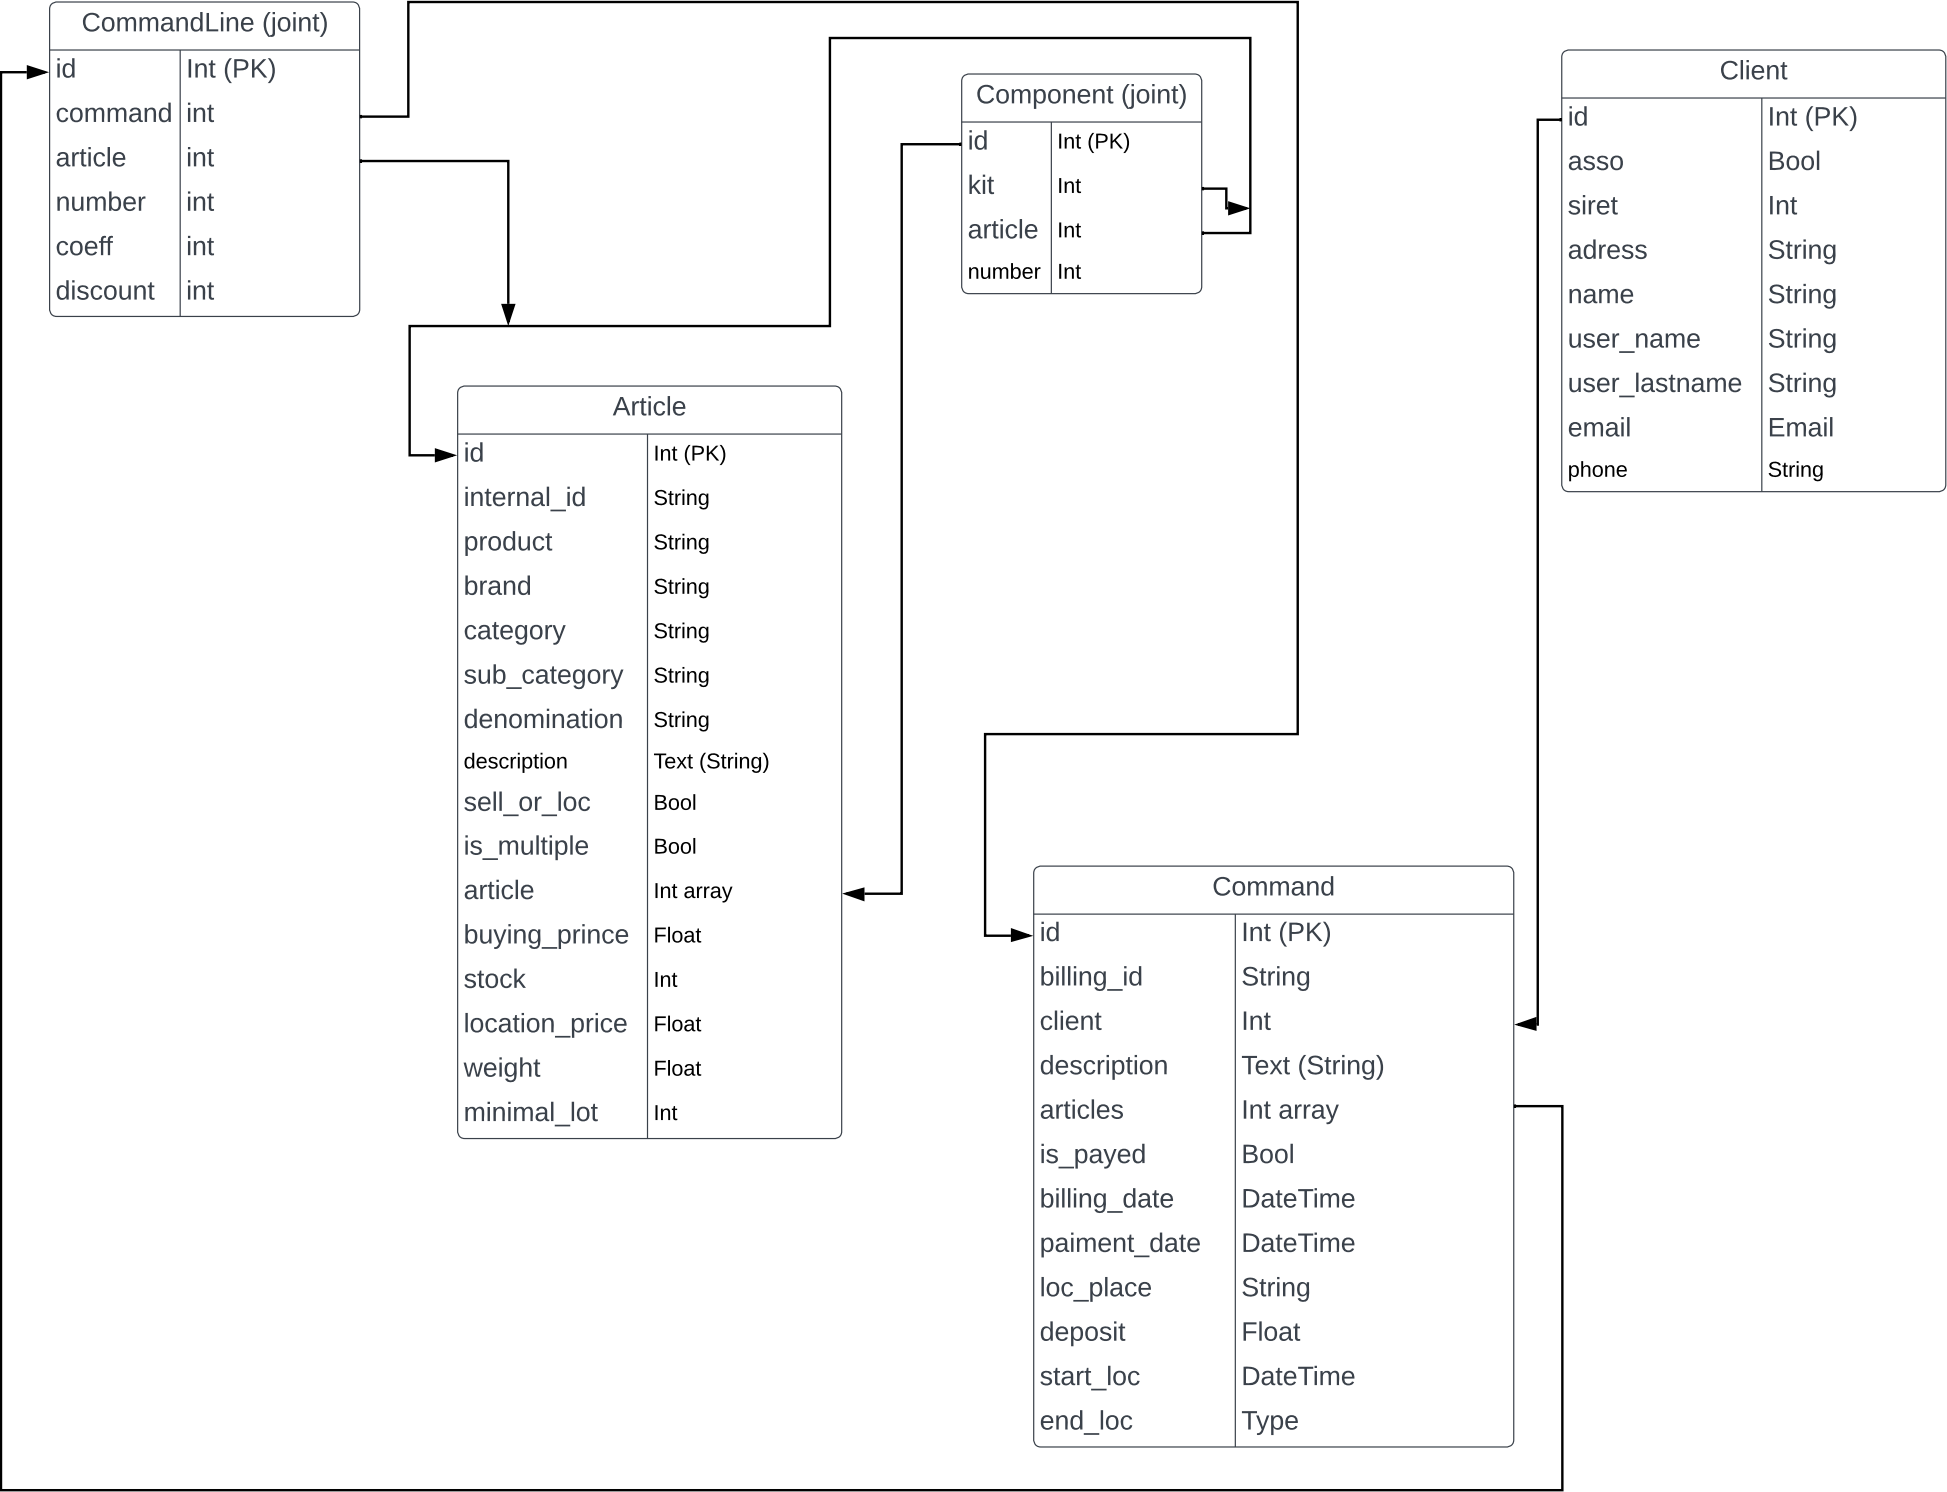 CommandLine (joint)
id Int (PK)
command int
article int
number int
coeff int
discount int
Component (joint)
id Int (PK)
kit Int
article Int
number Int
Client
id Int (PK)
asso Bool
siret Int
adress String
name String
user_name String
user_lastname String
email Email
phone String
Article
id Int (PK)
internal_id String
product String
brand String
category String
sub_category String
denomination String
description Text (String)
sell_or_loc Bool
is_multiple Bool
article Int array
buying_prince Float
stock Int
location_price Float
weight Float
minimal_lot Int
Command
id Int (PK)
billing_id String
client Int
description Text (String)
articles Int array
is_payed Bool
billing_date DateTime
paiment_date DateTime
loc_place String
deposit Float
start_loc DateTime
end_loc Type